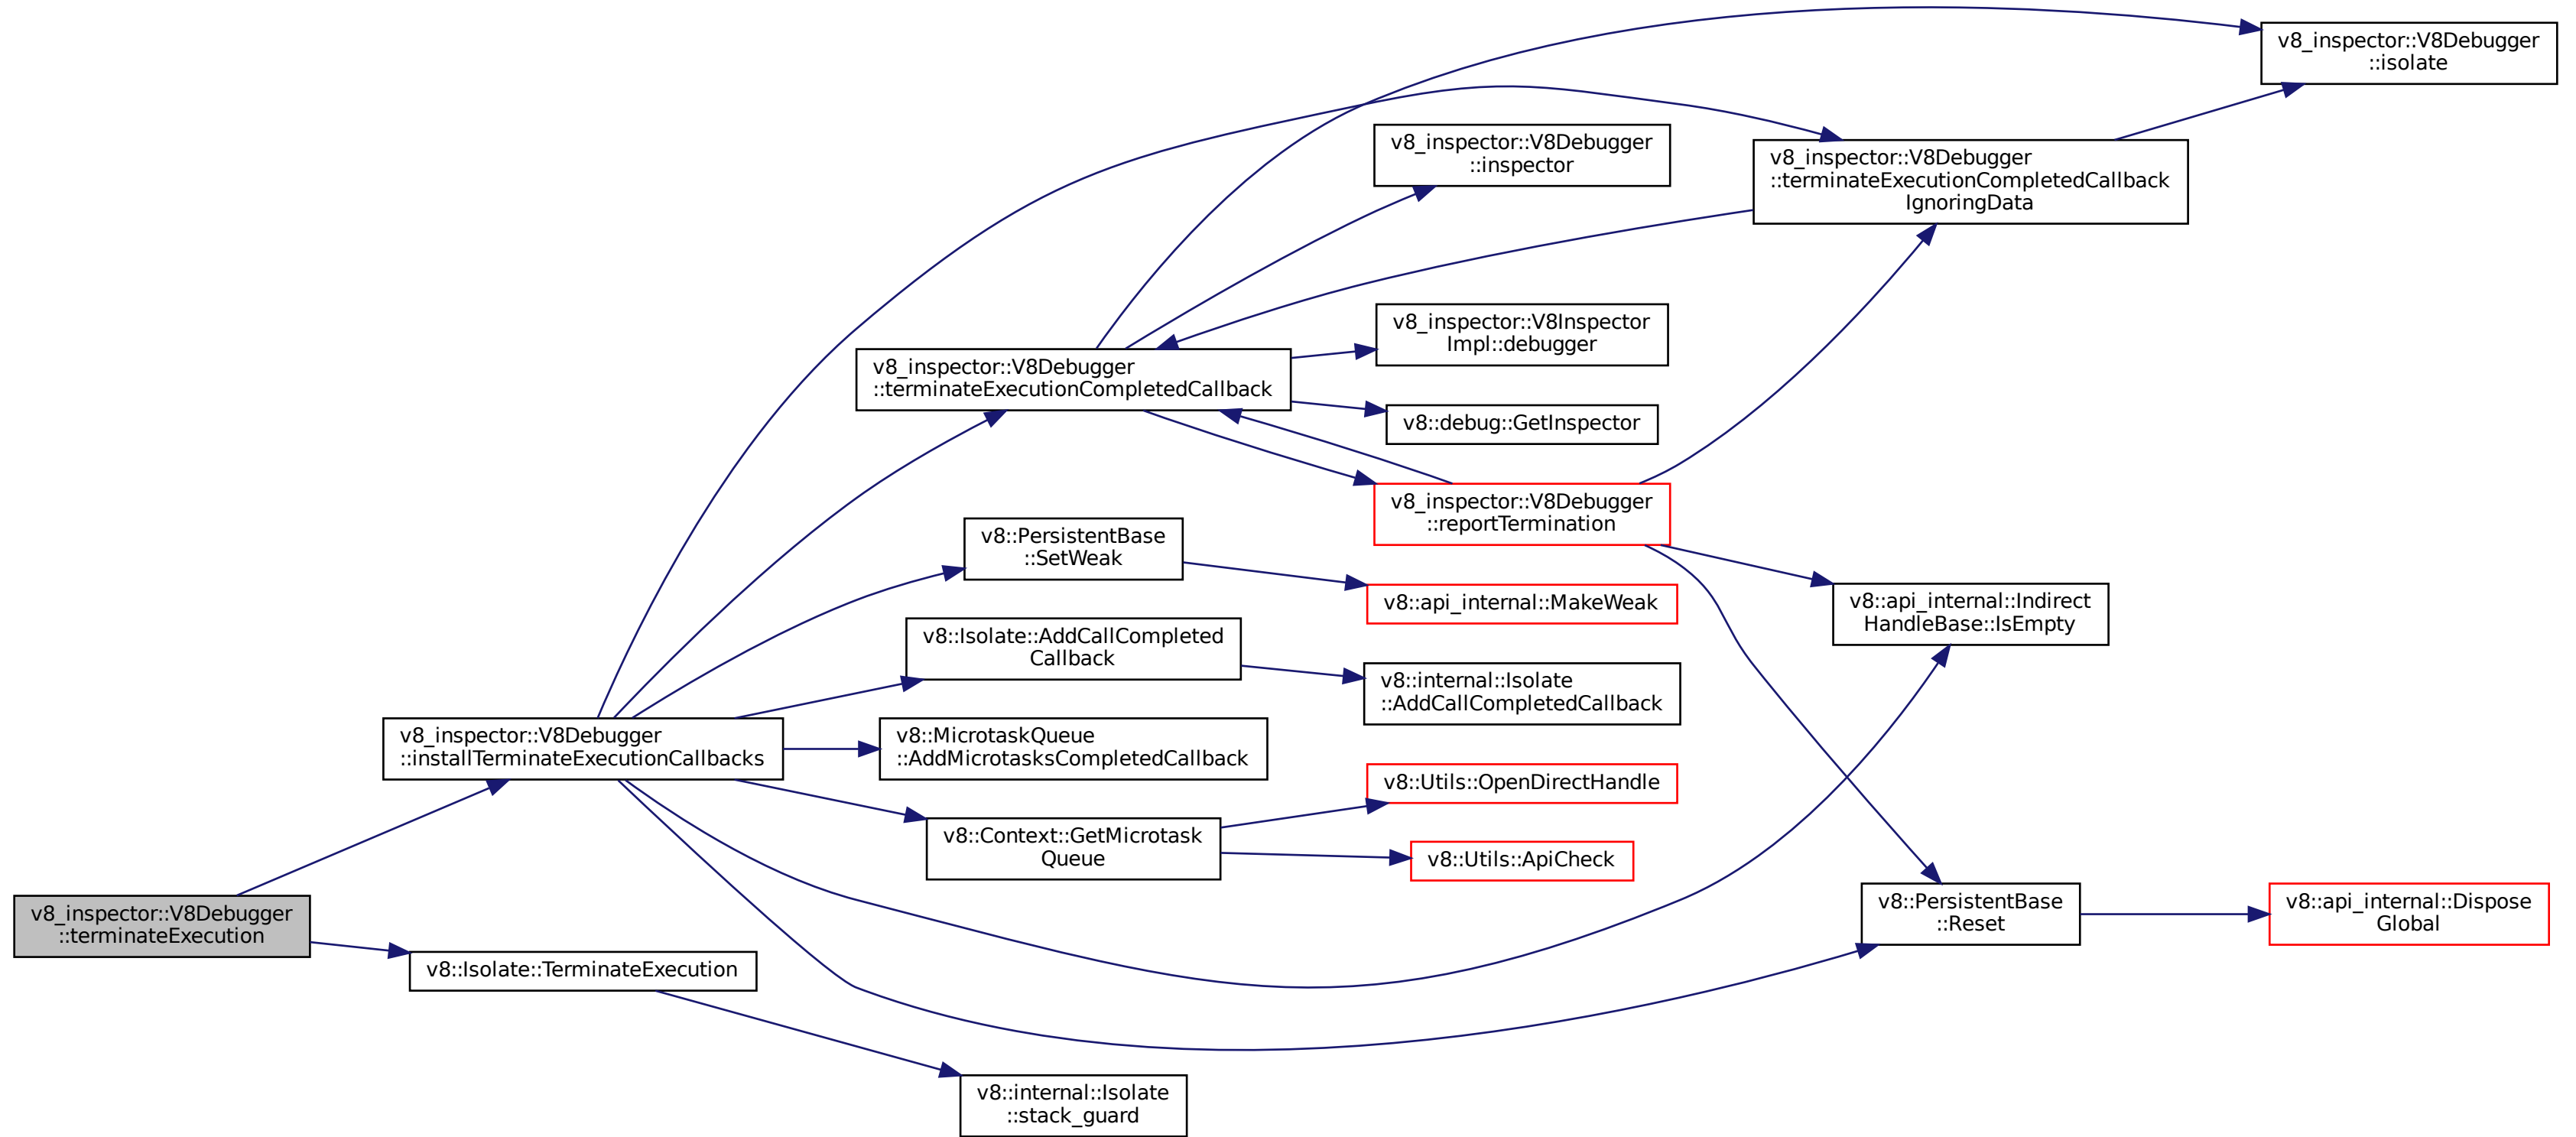 v8_inspector::V8Debugger
::isolate
v8_inspector::V8Debugger
::inspector
v8_inspector::V8Debugger
::terminateExecutionCompletedCallback
IgnoringData
v8_inspector::V8Inspector
Impl::debugger
v8_inspector::V8Debugger
::terminateExecutionCompletedCallback
v8::debug::GetInspector
v8_inspector::V8Debugger
::reportTermination
v8::PersistentBase
::SetWeak
v8::api_internal::MakeWeak
v8::api_internal::Indirect
HandleBase::IsEmpty
v8::Isolate::AddCallCompleted
Callback
v8::internal::Isolate
::AddCallCompletedCallback
v8_inspector::V8Debugger
::installTerminateExecutionCallbacks
v8::MicrotaskQueue
::AddMicrotasksCompletedCallback
v8::Utils::OpenDirectHandle
v8::Context::GetMicrotask
Queue
v8::Utils::ApiCheck
v8_inspector::V8Debugger
::terminateExecution
v8::PersistentBase
::Reset
v8::api_internal::Dispose
Global
v8::Isolate::TerminateExecution
v8::internal::Isolate
::stack_guard